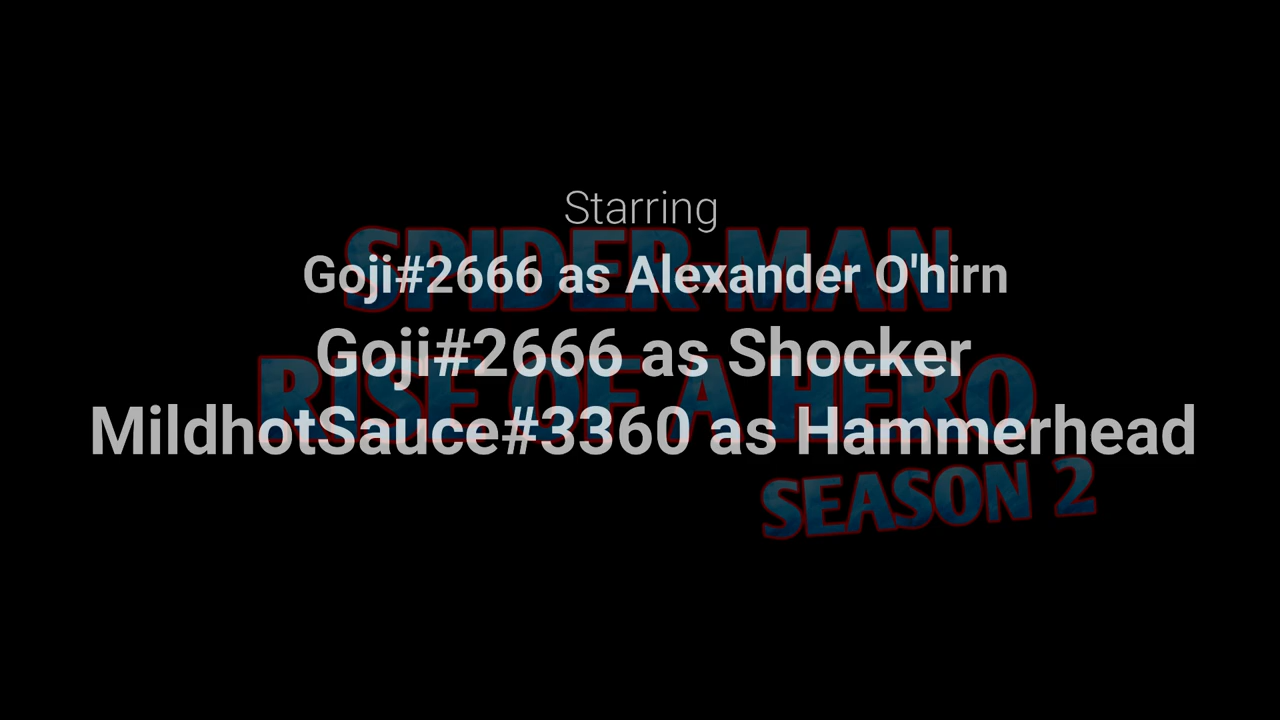 Starring
SPIDER-MAN
Goji#2666 as Alexander O'hirn
Goji#2666 as Shocker
RISE OF A HERO
MildhotSauce#3360 as Hammerhead
SEASON 2